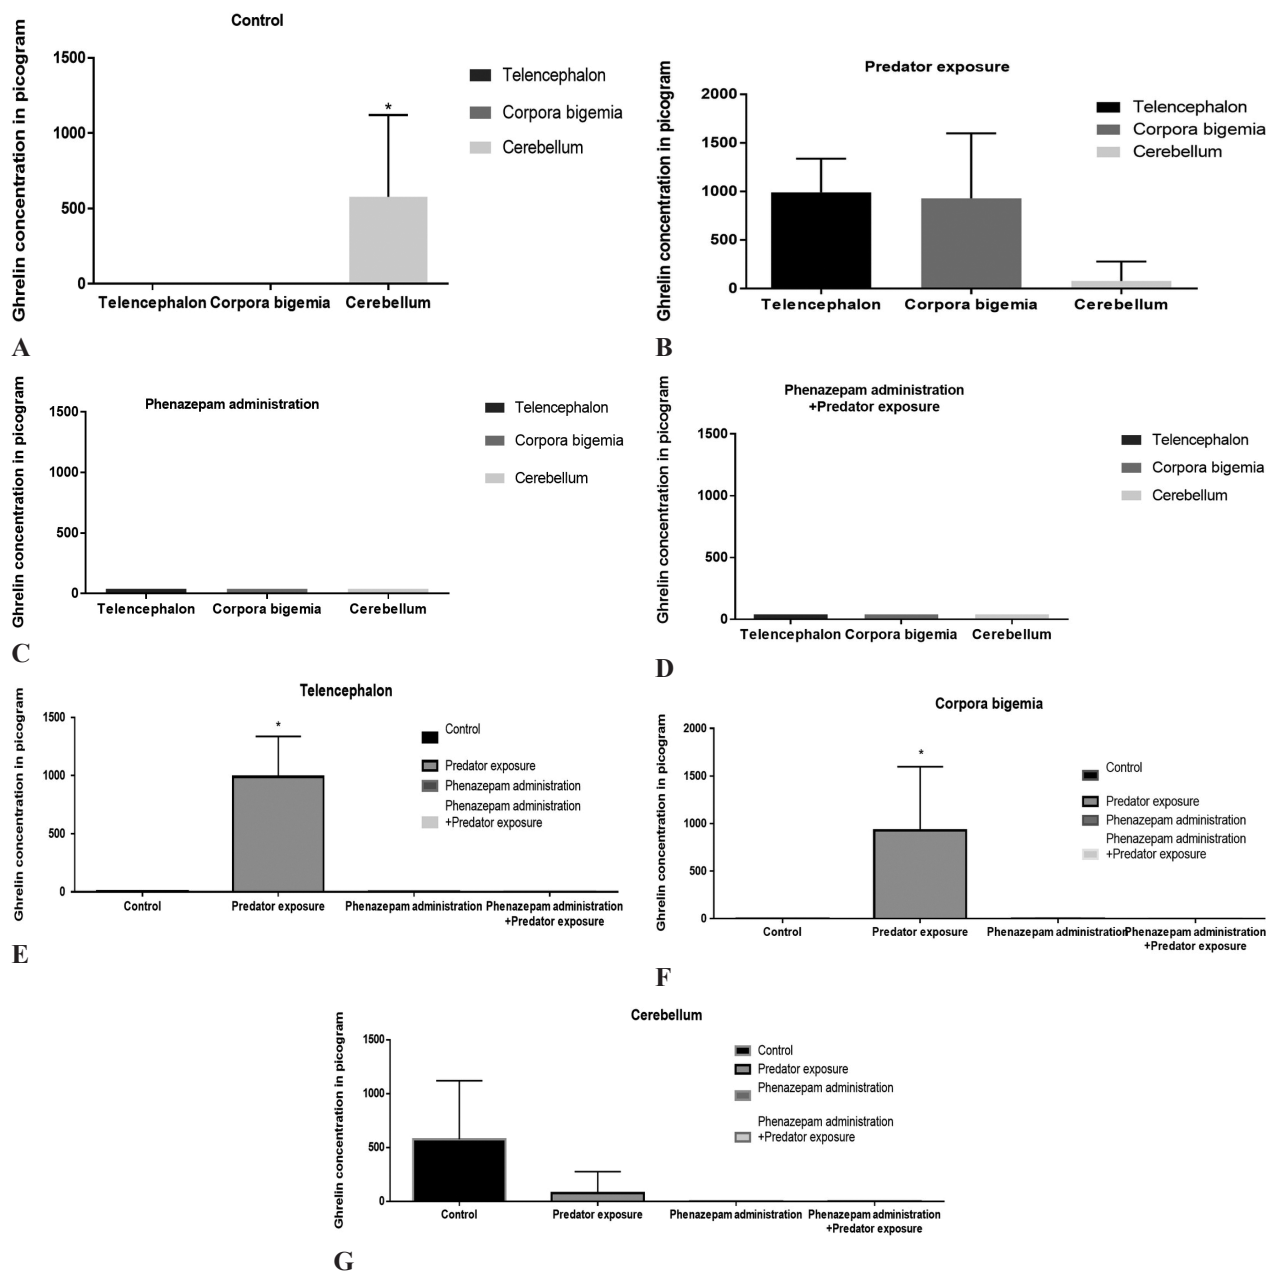 Control
Ghrelin concentration in picogram
1500
1000
500
0
Telencephalon
Corpora bigemia
Cerebellum
*
Telencephalon Corpora bigemia Cerebellum
A
Predator exposure
Ghrelin concentration in picogram
2000
1500
1000
500
0
Telencephalon
Corpora bigemia
Cerebellum
Telencephalon Corpora bigemia Cerebellum
B
Phenazepam administration
Ghrelin concentration in picogram
1500
1000
500
0
Telencephalon
Corpora bigemia
Cerebellum
Telencephalon Corpora bigemia Cerebellum
C
Phenazepam administration
+Predator exposure
Ghrelin concentration in picogram
1500
1000
500
0
Telencephalon
Corpora bigemia
Cerebellum
Telencephalon Corpora bigemia Cerebellum
D
Telencephalon
Ghrelin concentration in picogram
1500
1000
500
0
*
Control
Predator exposure
Phenazepam administration
Phenazepam administration
+Predator exposure
Control Predator exposure Phenazepam administration Phenazepam administration
+Predator exposure
E
Corpora bigemia
Ghrelin concentration in picogram
2000
1500
1000
500
0
*
Control
Predator exposure
Phenazepam administration
Phenazepam administration
+Predator exposure
Control Predator exposure Phenazepam administration Phenazepam administration
+Predator exposure
F
Cerebellum
Ghrelin concentration in picogram
1500
1000
500
0
Control
Predator exposure
Phenazepam administration
Phenazepam administration
+Predator exposure
Control Predator exposure Phenazepam administration Phenazepam administration
+Predator exposure
G